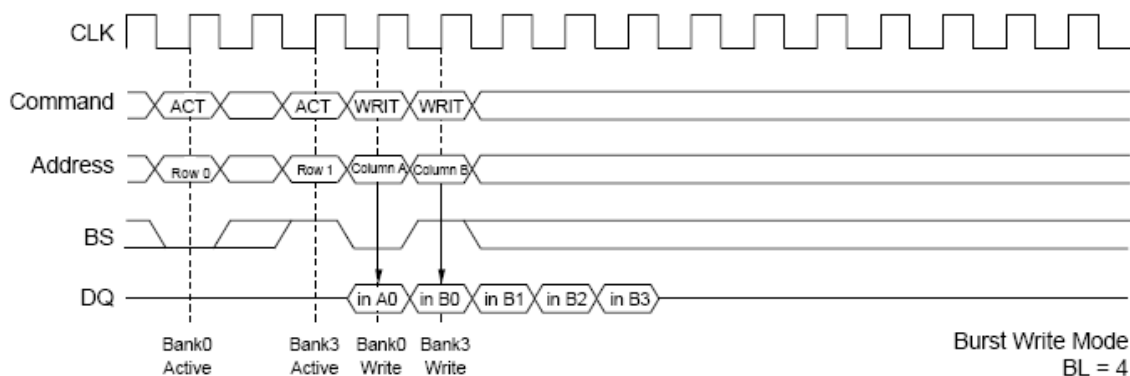 CLK
Command ACT ACT WRIT WRIT
Address Row 0 Row 1 Column A Column B
BS
DQ in A0 in B0 in B1 in B2 in B3
Bank0 Bank3 Bank0 Bank3
Active Active Write Write
Burst Write Mode
BL = 4